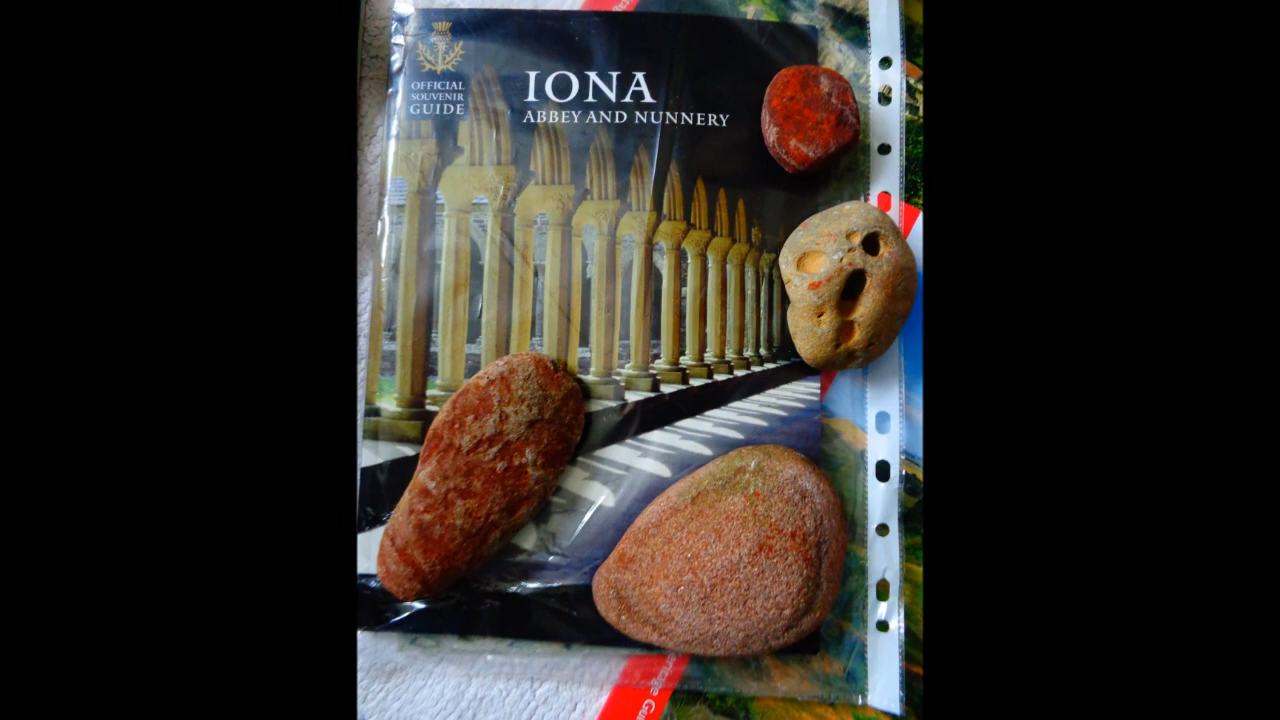 OFFICIAL
SOUVENIR
GUIDE
IONA
ABBEY AND NUNNERY